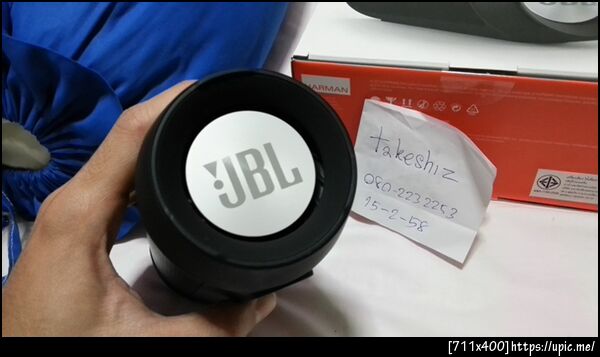 HARMAN
!JBL
takeshiz
080-2232253
15-2-58
[711x400]https://upic.me/